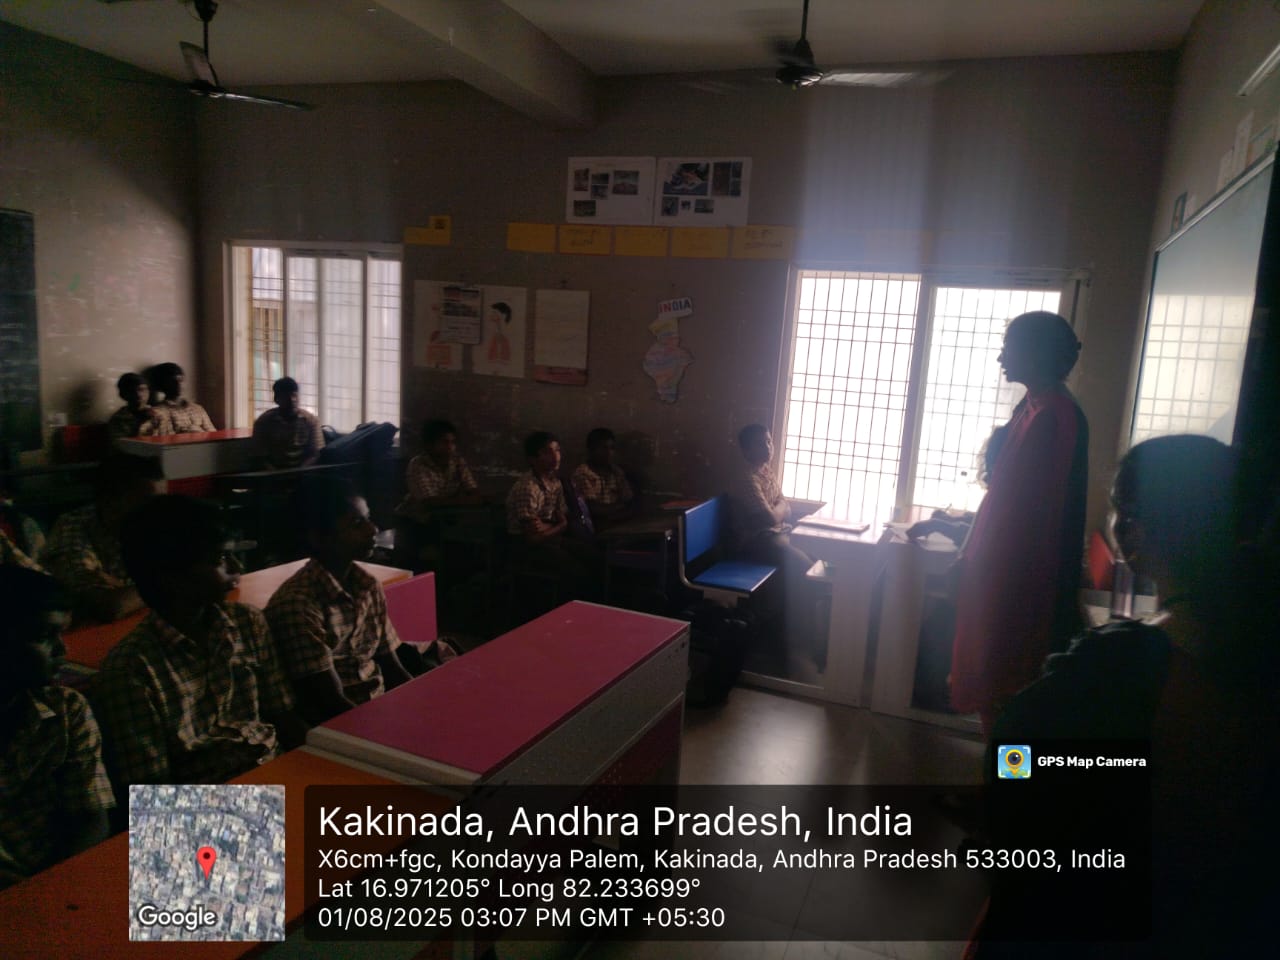 INDIA
GPS Map Camera
Kakinada, Andhra Pradesh, India
X6cm+fgc, Kondayya Palem, Kakinada, Andhra Pradesh 533003, India
Lat 16.971205° Long 82.233699°
01/08/2025 03:07 PM GMT +05:30
Google